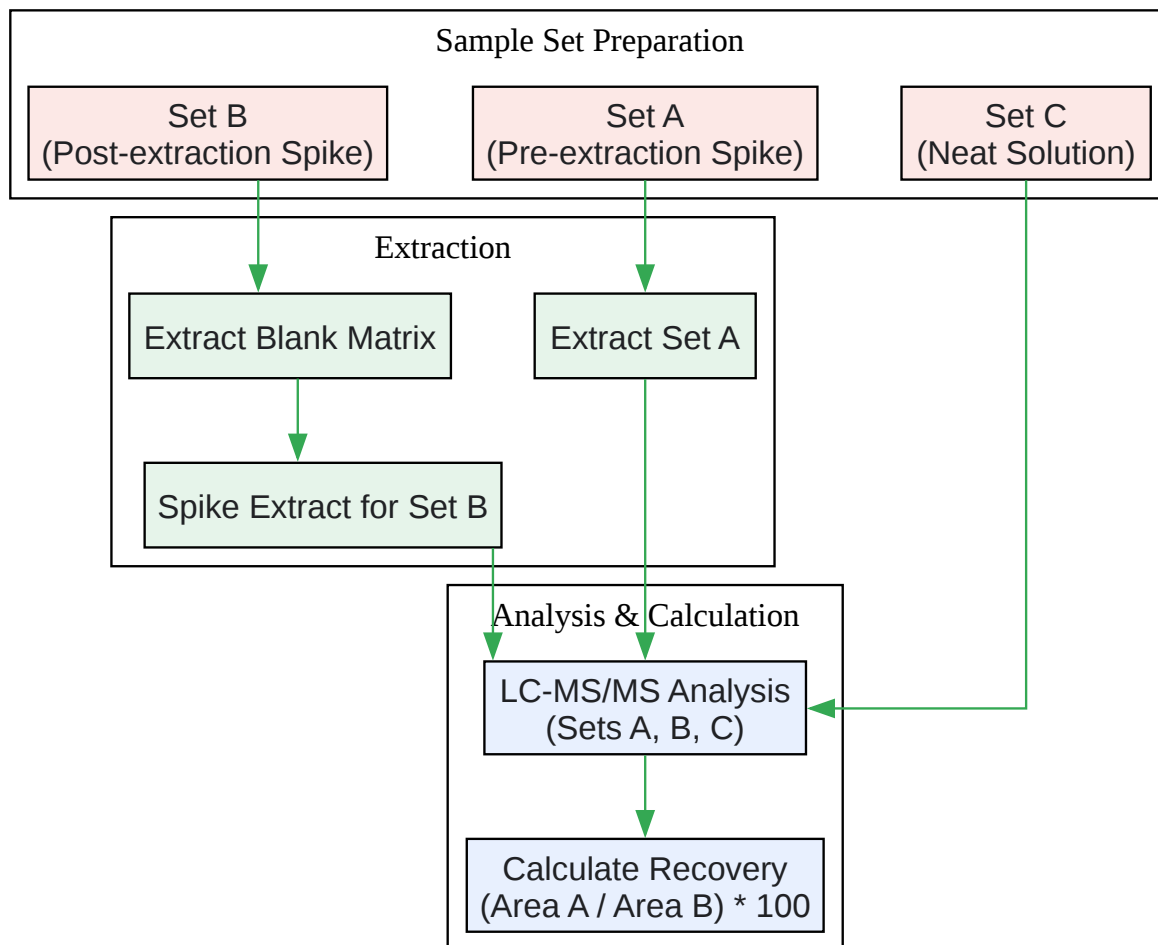 Sample Set Preparation
Set B
(Post-extraction Spike)
Set A
(Pre-extraction Spike)
Set C
(Neat Solution)
Extraction
Extract Blank Matrix
Extract Set A
Spike Extract for Set B
Analysis & Calculation
LC-MS/MS Analysis
(Sets A, B, C)
Calculate Recovery
(Area A / Area B) * 100